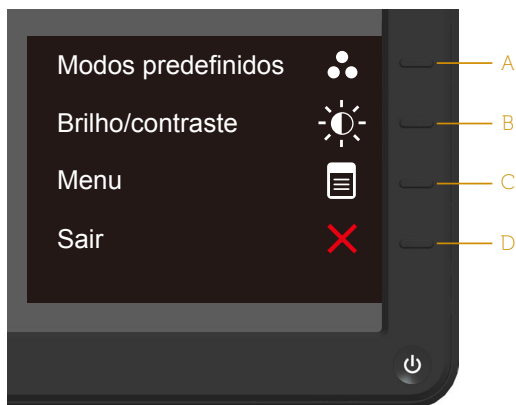 Modos predefinidos
A
Brilho/contraste
B
Menu
C
Sair
D